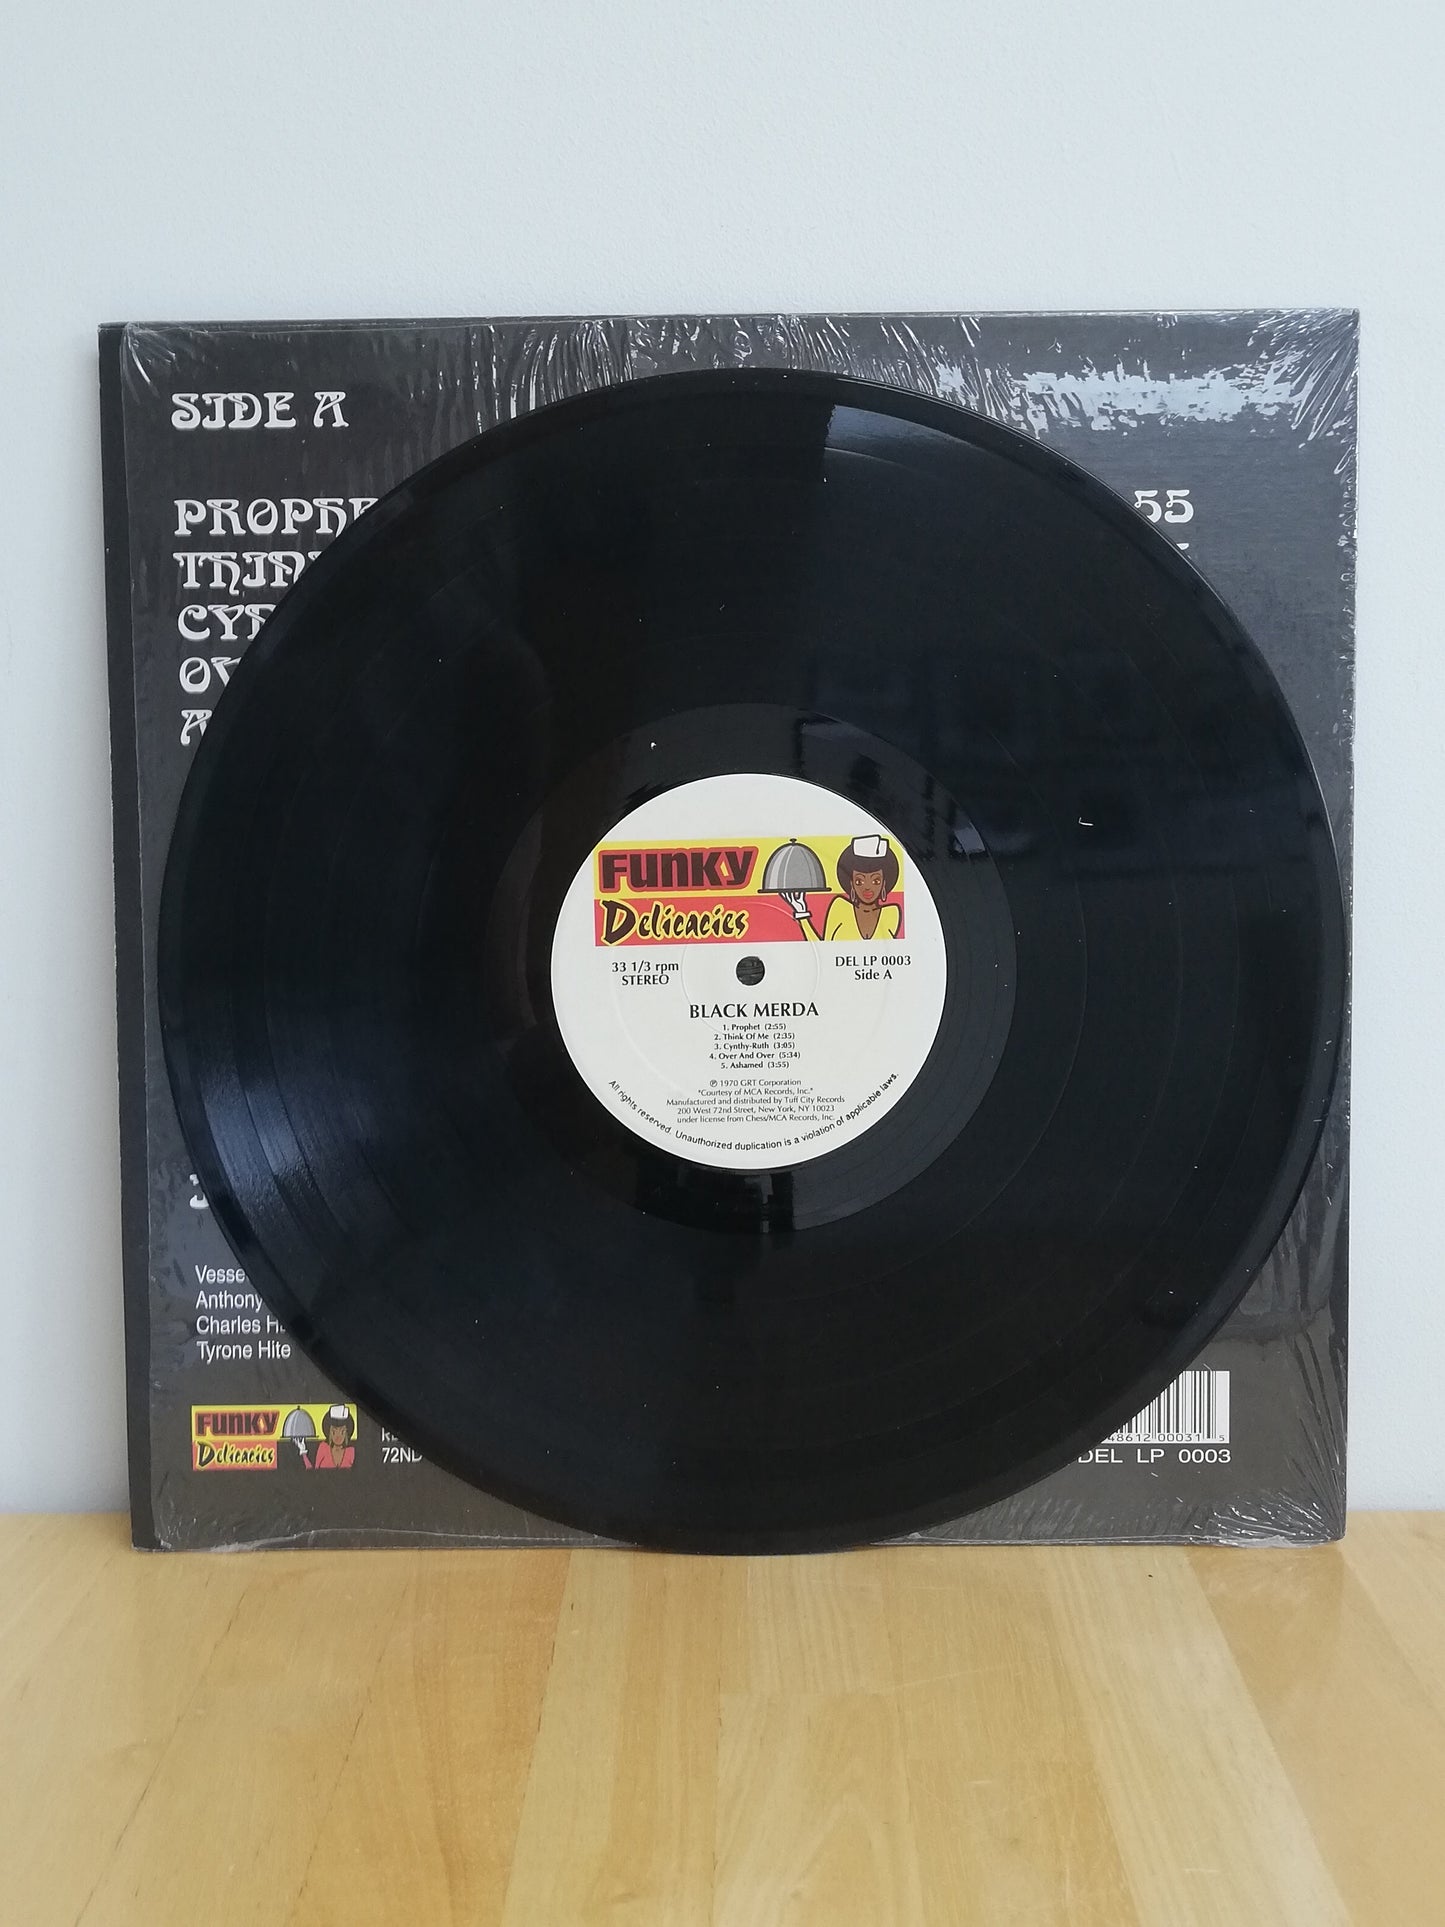 SIDE A
55
FUNKY
Delicacies
33 1/3 rpm
STEREO
DEL LP 0003
Side A
BLACK MERDA
1. Prophet (2:55)
2. Think Of Me (2:35)
3. Cynthy-Ruth (3:05)
4. Over And Over (5:34)
5. Ashamed (3:55)
℗ 1970 GRT Corporation
"Courtesy of MCA Records, Inc."
Manufactured and distributed by Tuff City Records
200 West 72nd Street, New York, NY 10023
under license from Chess/MCA Records, Inc.
All rights reserved. Unauthorized duplication is a violation of applicable laws.
Anthony
Charles
Tyrone Hite
FUNKY
Delicacies
72ND
48612 00031 5
DEL LP 0003